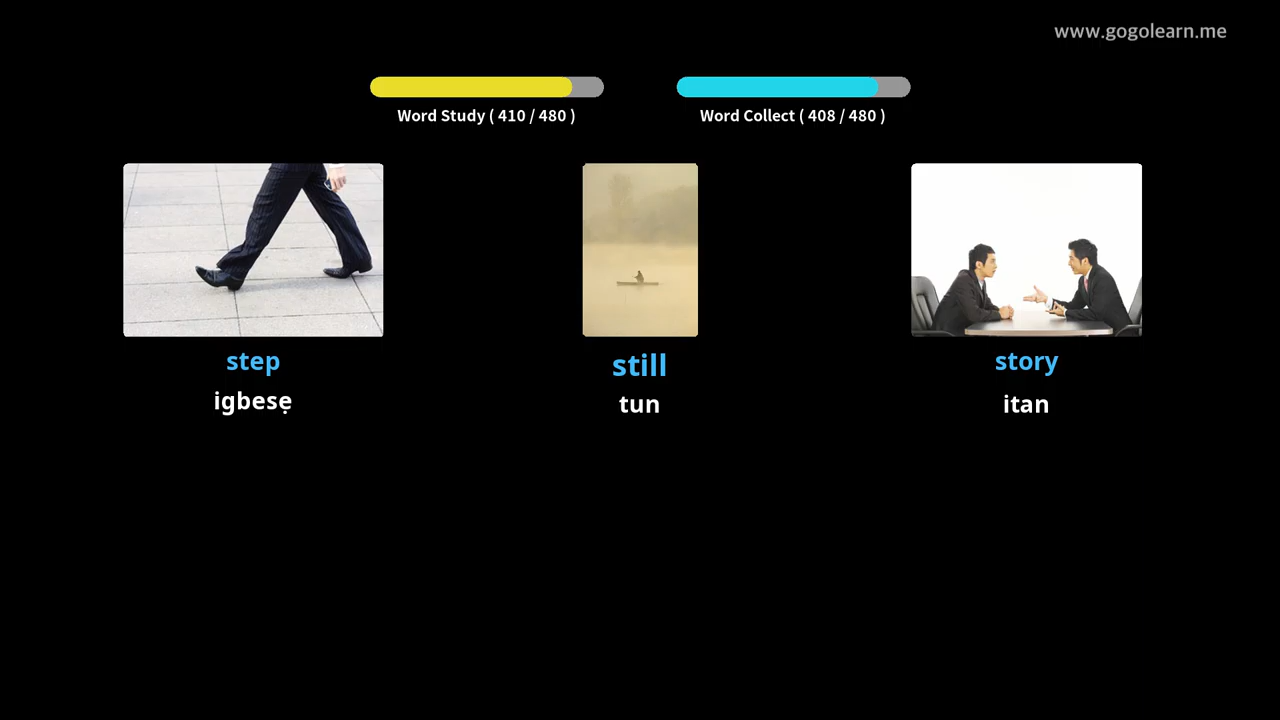 www.gogolearn.me
Word Study ( 410 / 480 )
Word Collect ( 408 / 480 )
step
still
story
igbesẹ
tun
itan